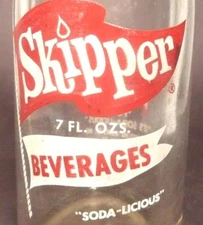 Skipper
®
7 FL. OZS.
BEVERAGES
"SODA-LICIOUS"